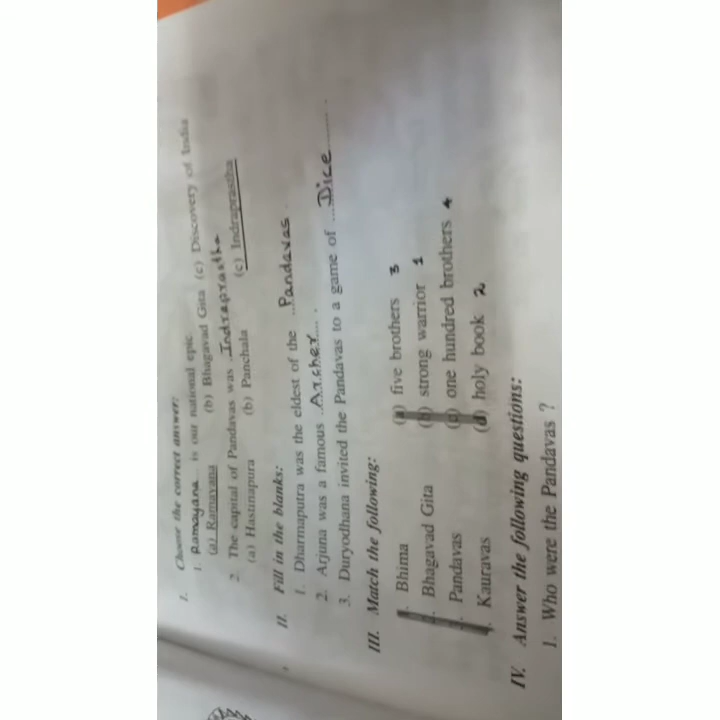 I. Choose the correct answer:
1. Ramayana is our national epic.
(a) Ramayana (b) Bhagavad Gita (c) Discovery of India
2. The capital of Pandavas was ..Indraprastha
(a) Hastinapura (b) Panchala (c) Indraprastha
II. Fill in the blanks:
1. Dharmaputra was the eldest of the ...Pandavas.
2. Arjuna was a famous ..Archer.... .
3. Duryodhana invited the Pandavas to a game of ....Dice....... .
III. Match the following:
1. Bhima (a) five brothers 3
2. Bhagavad Gita (b) strong warrior 1
3. Pandavas (c) one hundred brothers 4
4. Kauravas (d) holy book 2
IV. Answer the following questions:
1. Who were the Pandavas ?